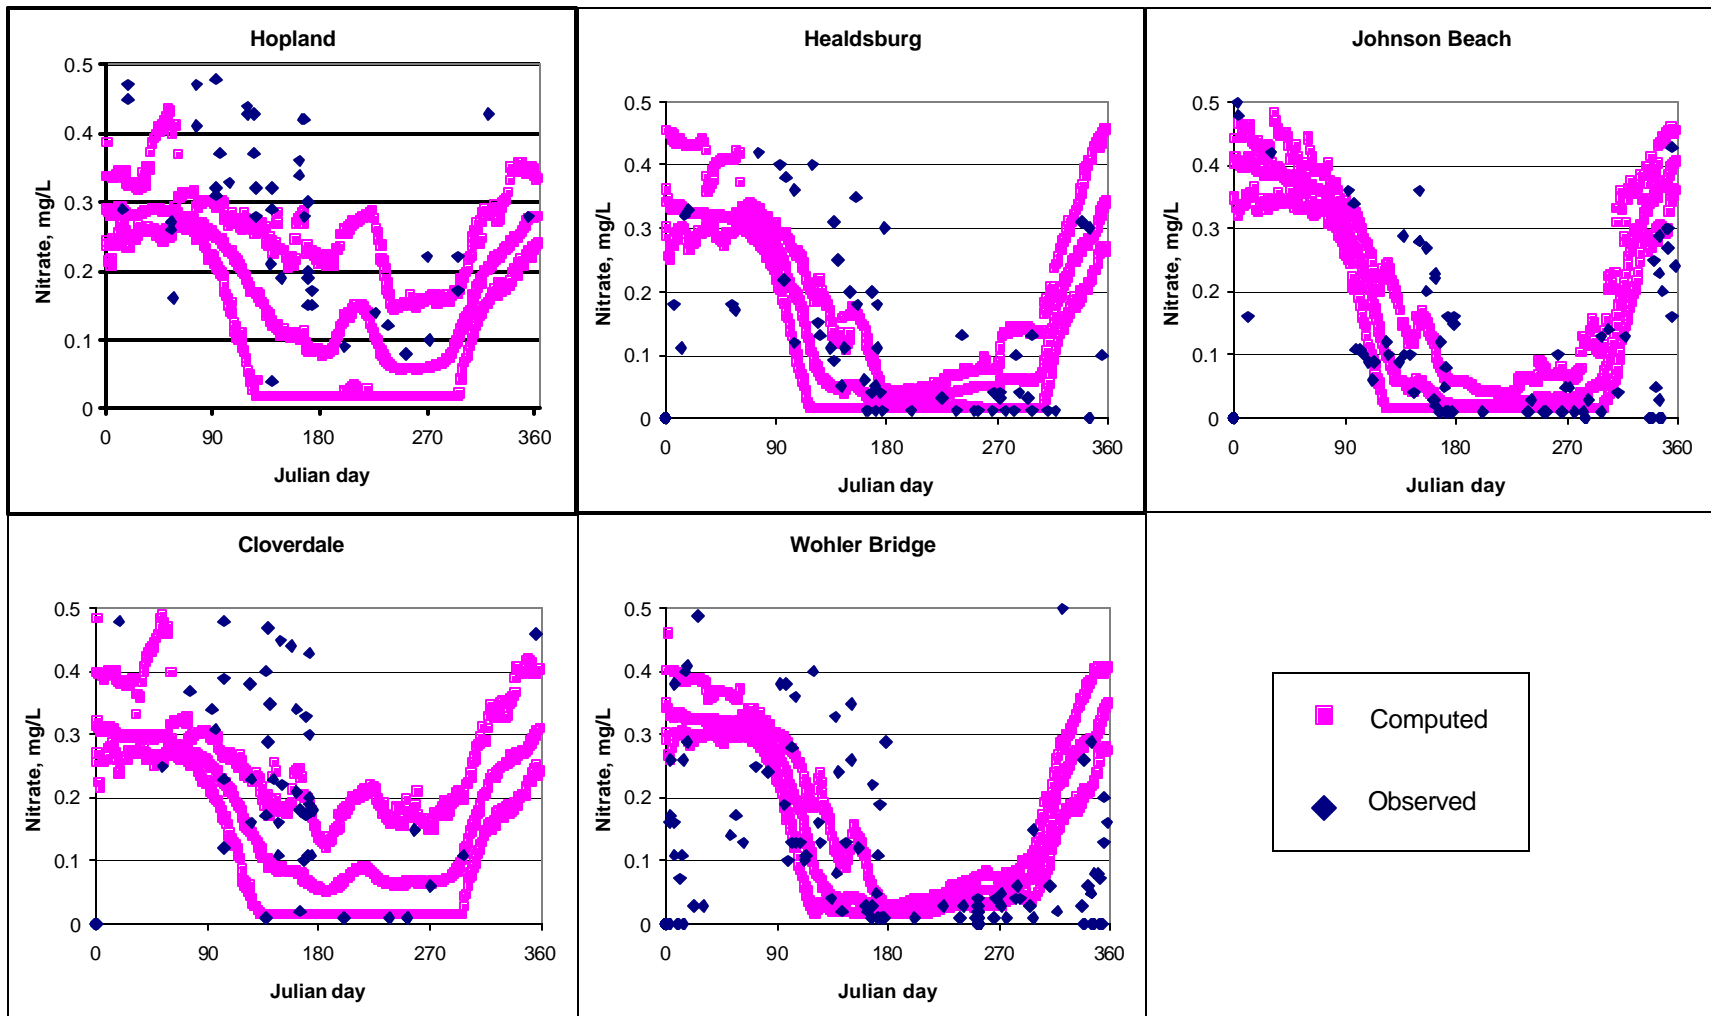 Hopland
0.5
0.4
0.3
0.2
0.1
0
Nitrate, mg/L
0 90 180 270 360
Julian day
Healdsburg
0.5
0.4
0.3
0.2
0.1
0
Nitrate, mg/L
0 90 180 270 360
Julian day
Johnson Beach
0.5
0.4
0.3
0.2
0.1
0
Nitrate, mg/L
0 90 180 270 360
Julian day
Cloverdale
0.5
0.4
0.3
0.2
0.1
0
Nitrate, mg/L
0 90 180 270 360
Julian day
Wohler Bridge
0.5
0.4
0.3
0.2
0.1
0
Nitrate, mg/L
0 90 180 270 360
Julian day
Computed
Observed